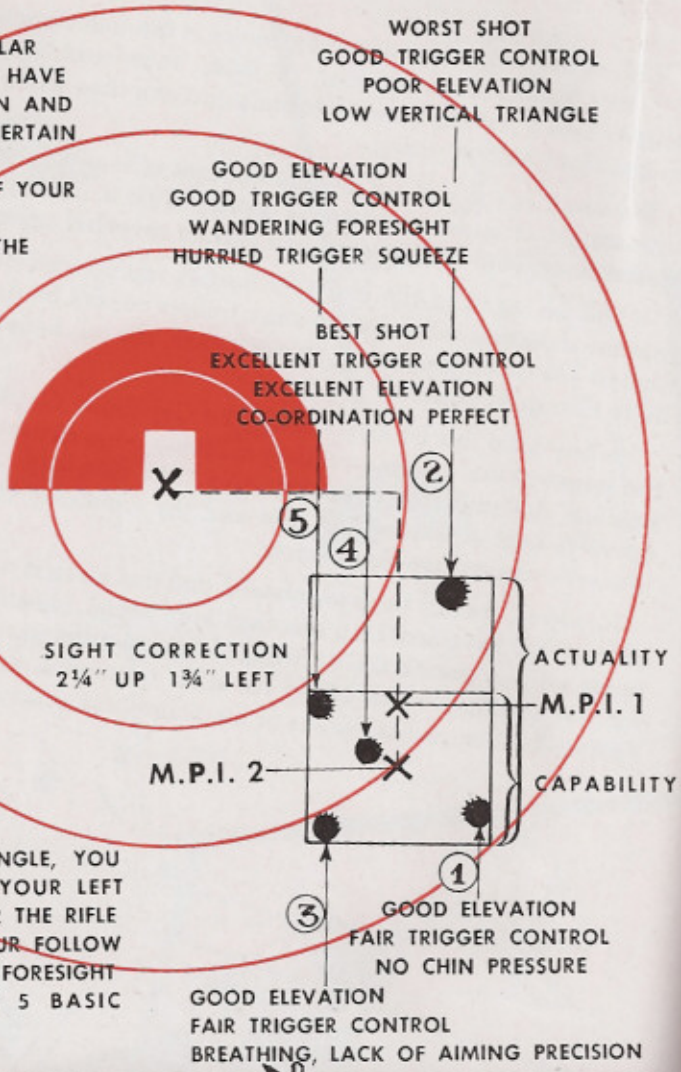 WORST SHOT
GOOD TRIGGER CONTROL
POOR ELEVATION
LOW VERTICAL TRIANGLE
LAR
HAVE
N AND
ERTAIN
F YOUR
THE
GOOD ELEVATION
GOOD TRIGGER CONTROL
WANDERING FORESIGHT
HURRIED TRIGGER SQUEEZE
BEST SHOT
EXCELLENT TRIGGER CONTROL
EXCELLENT ELEVATION
CO-ORDINATION PERFECT
X
2
5
4
SIGHT CORRECTION
2¼″ UP 1¾″ LEFT
ACTUALITY
M.P.I. 1
M.P.I. 2
CAPABILITY
NGLE, YOU
YOUR LEFT
THE RIFLE
UR FOLLOW
FORESIGHT
5 BASIC
1
3
GOOD ELEVATION
FAIR TRIGGER CONTROL
NO CHIN PRESSURE
GOOD ELEVATION
FAIR TRIGGER CONTROL
BREATHING, LACK OF AIMING PRECISION